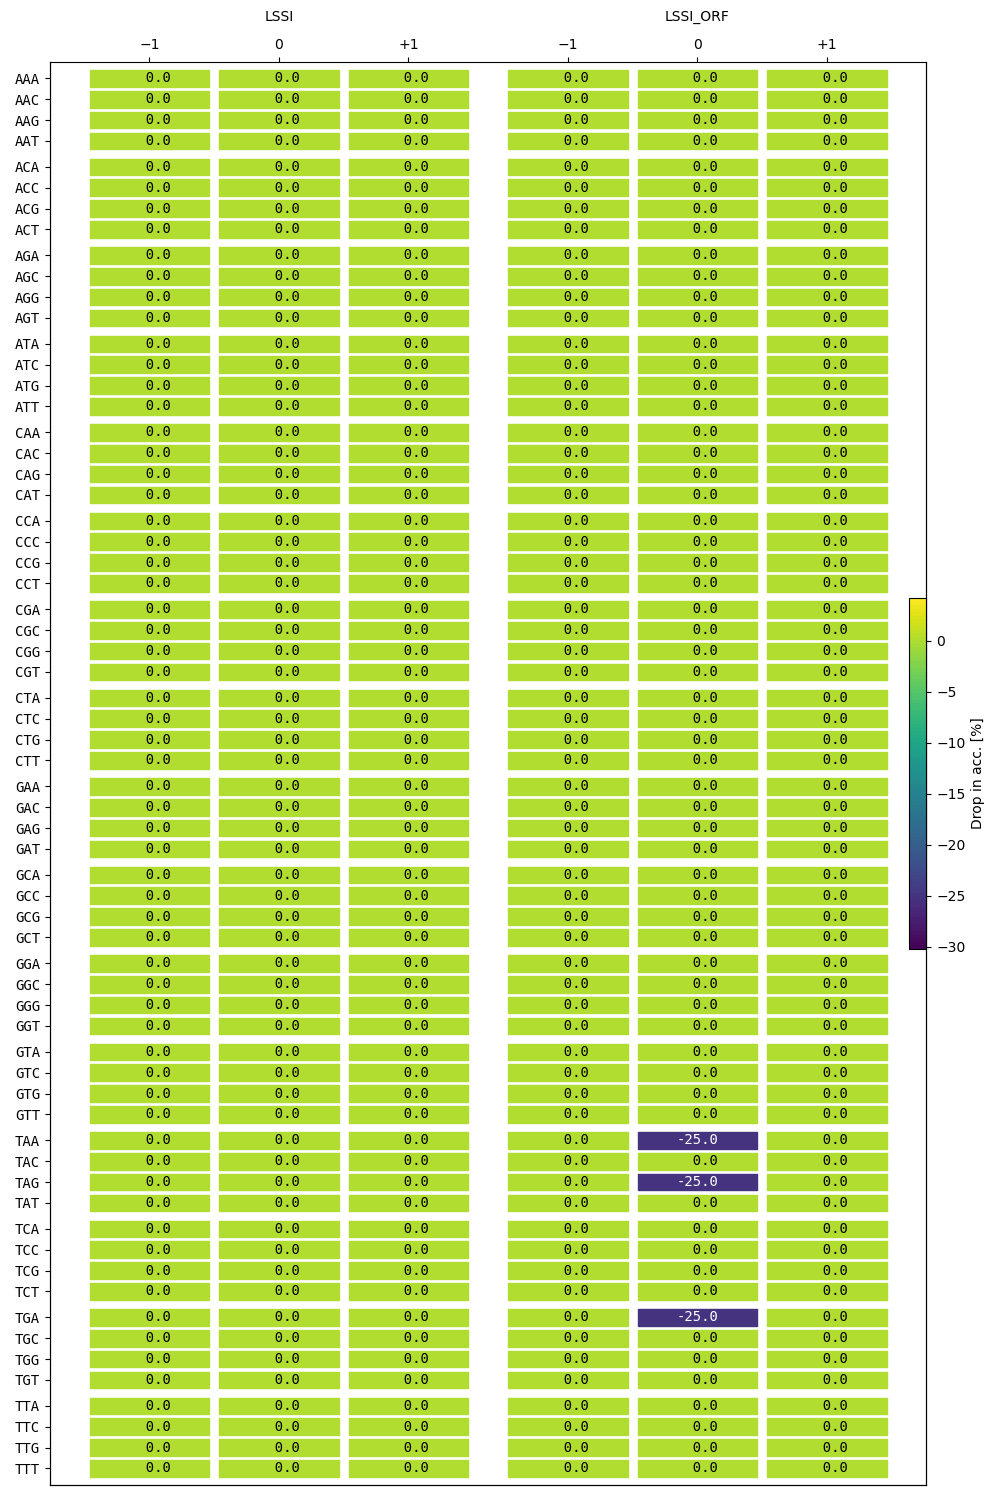 LSSI LSSI_ORF
−1 0 +1 −1 0 +1
AAA 0.0 0.0 0.0 0.0 0.0 0.0
AAC 0.0 0.0 0.0 0.0 0.0 0.0
AAG 0.0 0.0 0.0 0.0 0.0 0.0
AAT 0.0 0.0 0.0 0.0 0.0 0.0
ACA 0.0 0.0 0.0 0.0 0.0 0.0
ACC 0.0 0.0 0.0 0.0 0.0 0.0
ACG 0.0 0.0 0.0 0.0 0.0 0.0
ACT 0.0 0.0 0.0 0.0 0.0 0.0
AGA 0.0 0.0 0.0 0.0 0.0 0.0
AGC 0.0 0.0 0.0 0.0 0.0 0.0
AGG 0.0 0.0 0.0 0.0 0.0 0.0
AGT 0.0 0.0 0.0 0.0 0.0 0.0
ATA 0.0 0.0 0.0 0.0 0.0 0.0
ATC 0.0 0.0 0.0 0.0 0.0 0.0
ATG 0.0 0.0 0.0 0.0 0.0 0.0
ATT 0.0 0.0 0.0 0.0 0.0 0.0
CAA 0.0 0.0 0.0 0.0 0.0 0.0
CAC 0.0 0.0 0.0 0.0 0.0 0.0
CAG 0.0 0.0 0.0 0.0 0.0 0.0
CAT 0.0 0.0 0.0 0.0 0.0 0.0
CCA 0.0 0.0 0.0 0.0 0.0 0.0
CCC 0.0 0.0 0.0 0.0 0.0 0.0
CCG 0.0 0.0 0.0 0.0 0.0 0.0
CCT 0.0 0.0 0.0 0.0 0.0 0.0
CGA 0.0 0.0 0.0 0.0 0.0 0.0
CGC 0.0 0.0 0.0 0.0 0.0 0.0
CGG 0.0 0.0 0.0 0.0 0.0 0.0
CGT 0.0 0.0 0.0 0.0 0.0 0.0
CTA 0.0 0.0 0.0 0.0 0.0 0.0
CTC 0.0 0.0 0.0 0.0 0.0 0.0
CTG 0.0 0.0 0.0 0.0 0.0 0.0
CTT 0.0 0.0 0.0 0.0 0.0 0.0
GAA 0.0 0.0 0.0 0.0 0.0 0.0
GAC 0.0 0.0 0.0 0.0 0.0 0.0
GAG 0.0 0.0 0.0 0.0 0.0 0.0
GAT 0.0 0.0 0.0 0.0 0.0 0.0
GCA 0.0 0.0 0.0 0.0 0.0 0.0
GCC 0.0 0.0 0.0 0.0 0.0 0.0
GCG 0.0 0.0 0.0 0.0 0.0 0.0
GCT 0.0 0.0 0.0 0.0 0.0 0.0
GGA 0.0 0.0 0.0 0.0 0.0 0.0
GGC 0.0 0.0 0.0 0.0 0.0 0.0
GGG 0.0 0.0 0.0 0.0 0.0 0.0
GGT 0.0 0.0 0.0 0.0 0.0 0.0
GTA 0.0 0.0 0.0 0.0 0.0 0.0
GTC 0.0 0.0 0.0 0.0 0.0 0.0
GTG 0.0 0.0 0.0 0.0 0.0 0.0
GTT 0.0 0.0 0.0 0.0 0.0 0.0
TAA 0.0 0.0 0.0 0.0 -25.0 0.0
TAC 0.0 0.0 0.0 0.0 0.0 0.0
TAG 0.0 0.0 0.0 0.0 -25.0 0.0
TAT 0.0 0.0 0.0 0.0 0.0 0.0
TCA 0.0 0.0 0.0 0.0 0.0 0.0
TCC 0.0 0.0 0.0 0.0 0.0 0.0
TCG 0.0 0.0 0.0 0.0 0.0 0.0
TCT 0.0 0.0 0.0 0.0 0.0 0.0
TGA 0.0 0.0 0.0 0.0 -25.0 0.0
TGC 0.0 0.0 0.0 0.0 0.0 0.0
TGG 0.0 0.0 0.0 0.0 0.0 0.0
TGT 0.0 0.0 0.0 0.0 0.0 0.0
TTA 0.0 0.0 0.0 0.0 0.0 0.0
TTC 0.0 0.0 0.0 0.0 0.0 0.0
TTG 0.0 0.0 0.0 0.0 0.0 0.0
TTT 0.0 0.0 0.0 0.0 0.0 0.0
0
−5
−10
−15
−20
−25
−30
Drop in acc. [%]